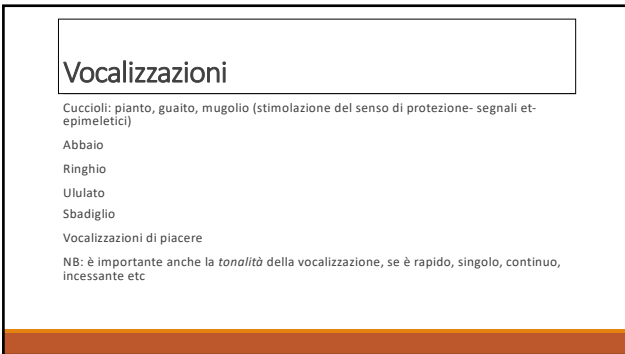 Vocalizzazioni
Cuccioli: pianto, guaito, mugolio (stimolazione del senso di protezione- segnali et-
epimeletici)
Abbaio
Ringhio
Ululato
Sbadiglio
Vocalizzazioni di piacere
NB: è importante anche la tonalità della vocalizzazione, se è rapido, singolo, continuo,
incessante etc